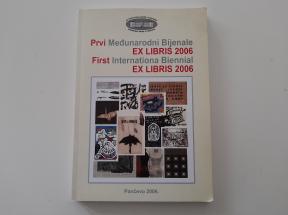 Prvi Međunarodni Bijenale
EX LIBRIS 2006
First Internationa Biennial
EX LIBRIS 2006
Pančevo 2006.